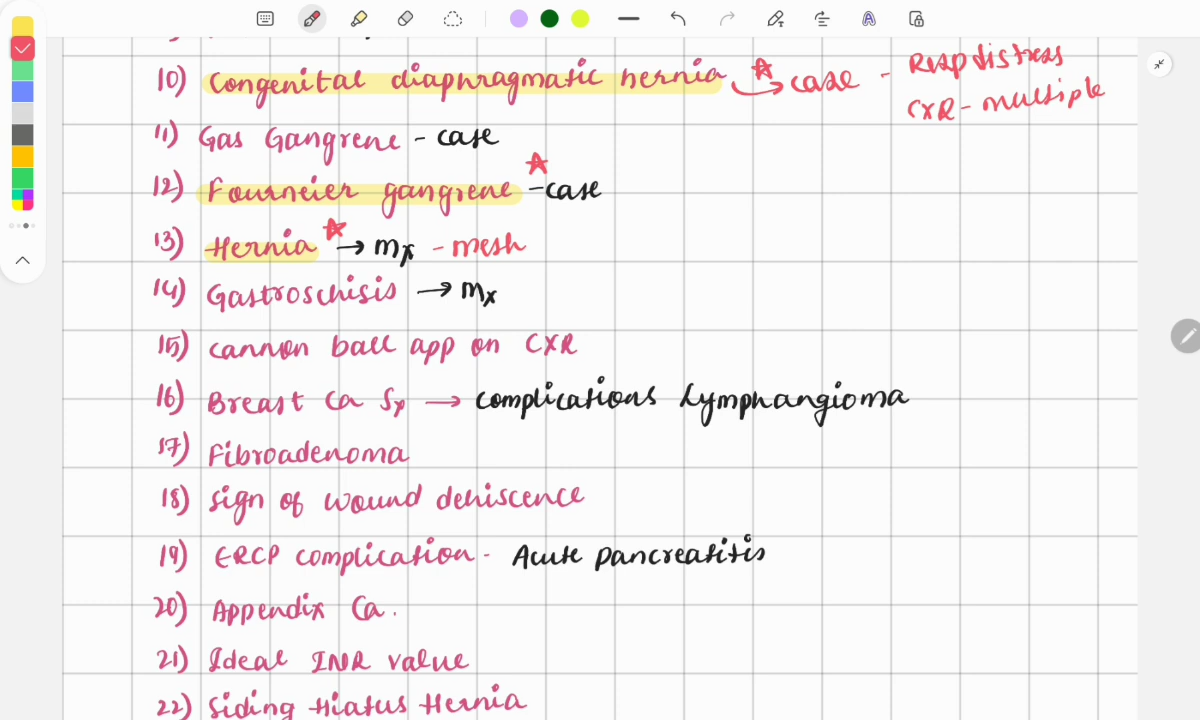 10) Congenital diaphragmatic hernia ☆ → case - Resp distress
CXR - multiple
11) Gas Gangrene - case
12) Fourneier gangrene ☆ - case
13) Hernia ☆ → Mx - mesh
14) Gastroschisis → Mx
15) cannon ball app on CXR
16) Breast Ca Sx → complications Lymphangioma
17) Fibroadenoma
18) sign of wound dehiscence
19) ERCP complication - Acute pancreatitis
20) Appendix Ca.
21) Ideal INR value
22) Siding Hiatus Hernia